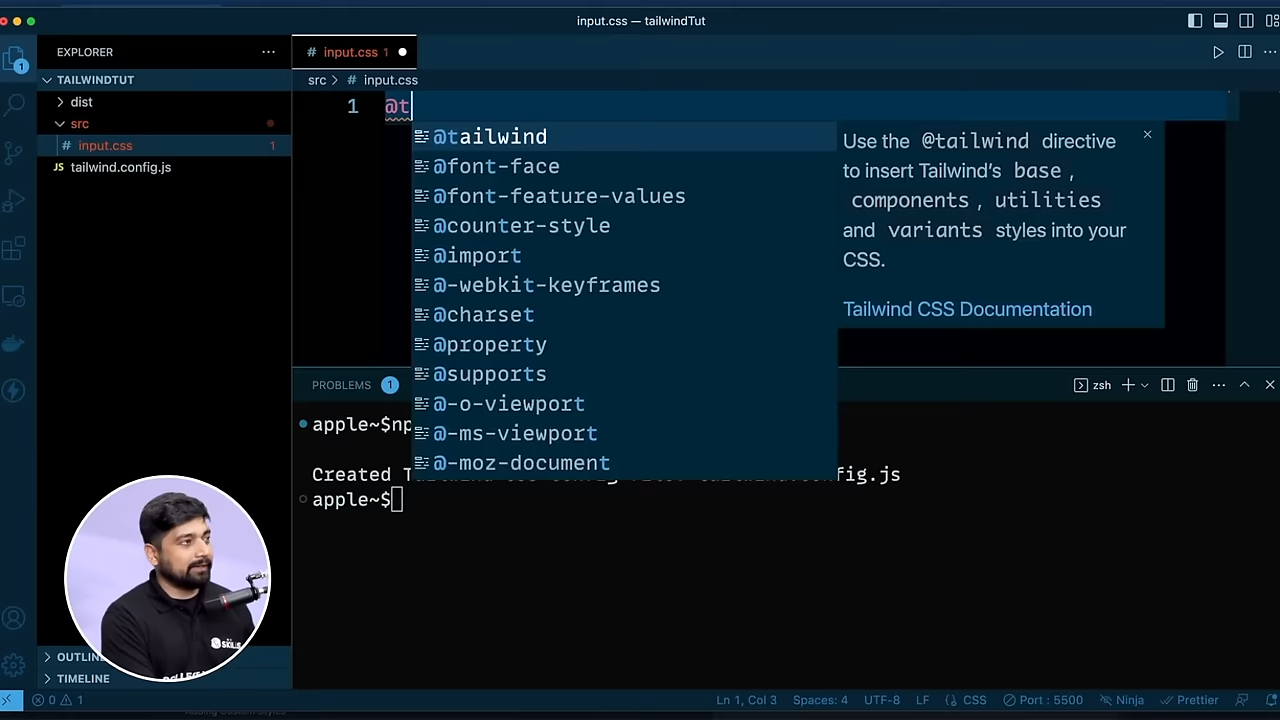 input.css — tailwindTut
EXPLORER
1
TAILWINDTUT
dist
src
# input.css 1
JS tailwind.config.js
OUTLIN
TIMELINE
# input.css 1
src > # input.css
1 @t
@tailwind
@font-face
@font-feature-values
@counter-style
@import
@-webkit-keyframes
@charset
@property
@supports
@-o-viewport
@-ms-viewport
@-moz-document
Use the @tailwind directive
to insert Tailwind’s base ,
components , utilities
and variants styles into your
CSS.
Tailwind CSS Documentation
PROBLEMS 1
zsh
apple~$np
Created T
fig.js
apple~$
SKILL
0 1
Ln 1, Col 3 Spaces: 4 UTF-8 LF {} CSS Port : 5500 Ninja Prettier